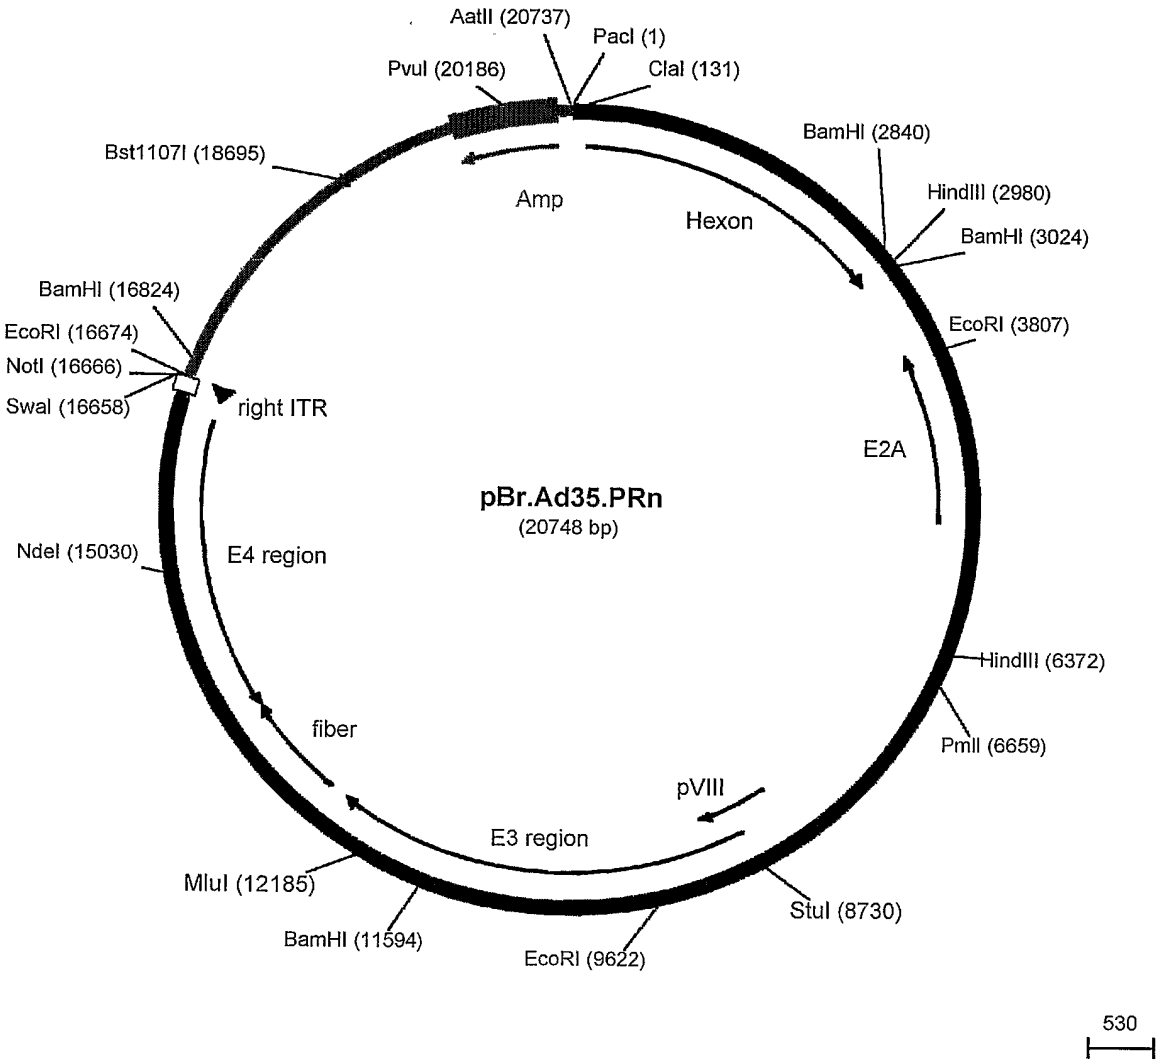 AatII (20737)
PacI (1)
PvuI (20186)
ClaI (131)
BamHI (2840)
Bst1107I (18695)
HindIII (2980)
Amp
Hexon
BamHI (3024)
BamHI (16824)
EcoRI (16674)
EcoRI (3807)
NotI (16666)
SwaI (16658)
right ITR
E2A
pBr.Ad35.PRn
(20748 bp)
NdeI (15030)
E4 region
HindIII (6372)
fiber
PmlI (6659)
pVIII
E3 region
MluI (12185)
StuI (8730)
BamHI (11594)
EcoRI (9622)
530